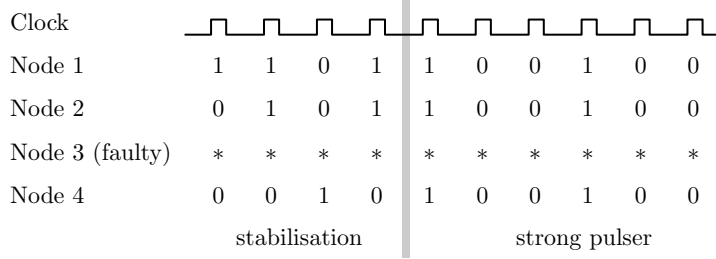 Clock
Node 1 1 1 0 1 1 0 0 1 0 0
Node 2 0 1 0 1 1 0 0 1 0 0
Node 3 (faulty) * * * * * * * * * *
Node 4 0 0 1 0 1 0 0 1 0 0
stabilisation strong pulser